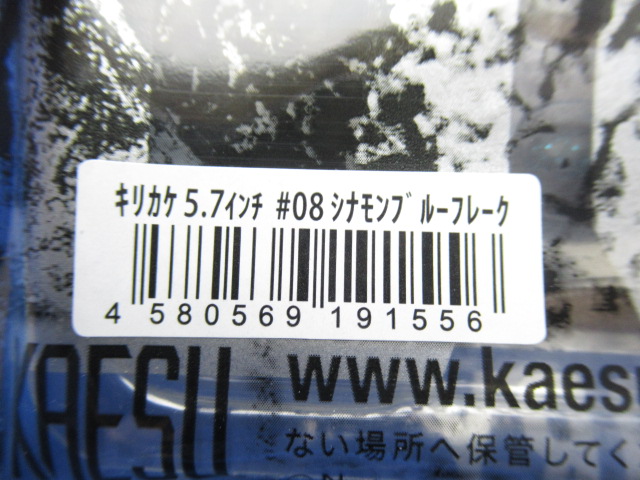 キリカケ 5.7インチ #08 シナモンブルーフレーク
4 580569 191556
KAESU
www.kaesu
ない場所へ保管してく